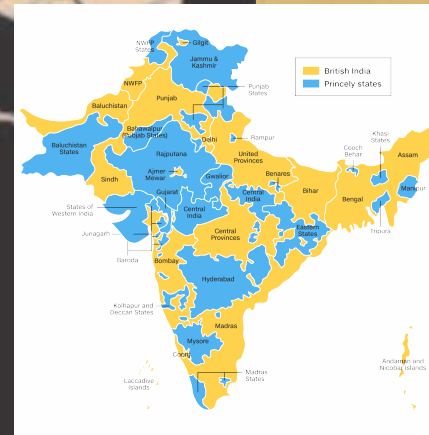 British India
Princely states
NWFP
States
Gilgit
Jammu &
Kashmir
NWFP
Punjab
States
Punjab
Baluchistan
Bahawalpur
(Punjab States)
Delhi
Rampur
Baluchistan
States
Rajputana
United
Provinces
Khasi
States
Cooch
Behar
Assam
Ajmer
Merwar
Gwalior
Benares
Sindh
Gujarat
Bihar
Manipur
Central
India
Bengal
States of
Western India
Central
India
Junagarh
Eastern
States
Tripura
Central
Provinces
Baroda
Bombay
Hyderabad
Kolhapur and
Deccan States
Madras
Mysore
Coorg
Andaman and
Nicobar Islands
Laccadive
Islands
Madras
States